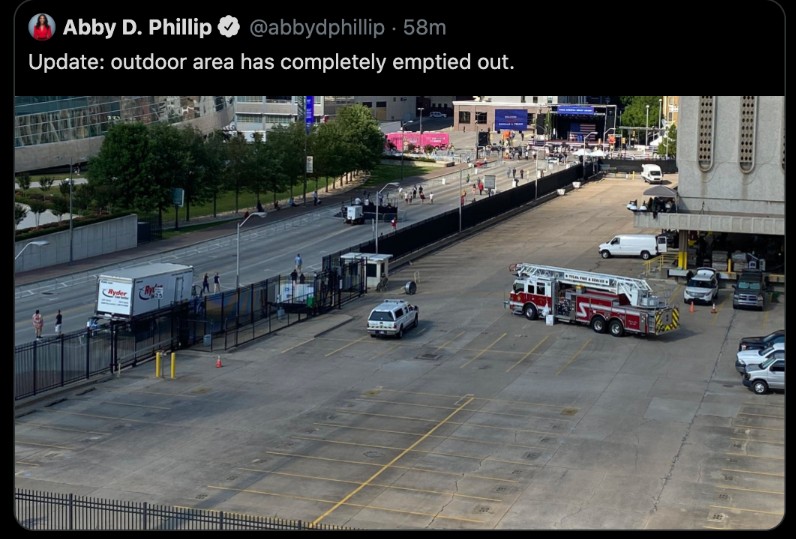 Abby D. Phillip @abbydphillip · 58m
Update: outdoor area has completely emptied out.
Ryder